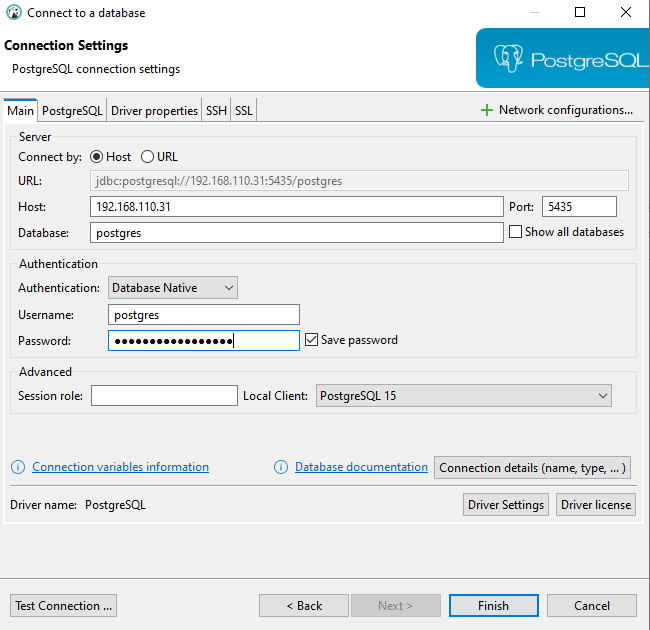 Connect to a database
Connection Settings
PostgreSQL connection settings
PostgreSQL
Main PostgreSQL Driver properties SSH SSL Network configurations...
Server
Connect by: Host URL
URL: jdbc:postgresql://192.168.110.31:5435/postgres
Host: 192.168.110.31 Port: 5435
Database: postgres Show all databases
Authentication
Authentication: Database Native
Username: postgres
Password: ●●●●●●●●●●●●●●●●● Save password
Advanced
Session role: Local Client: PostgreSQL 15
Connection variables information Database documentation Connection details (name, type, ... )
Driver name: PostgreSQL Driver Settings Driver license
Test Connection ... < Back Next > Finish Cancel